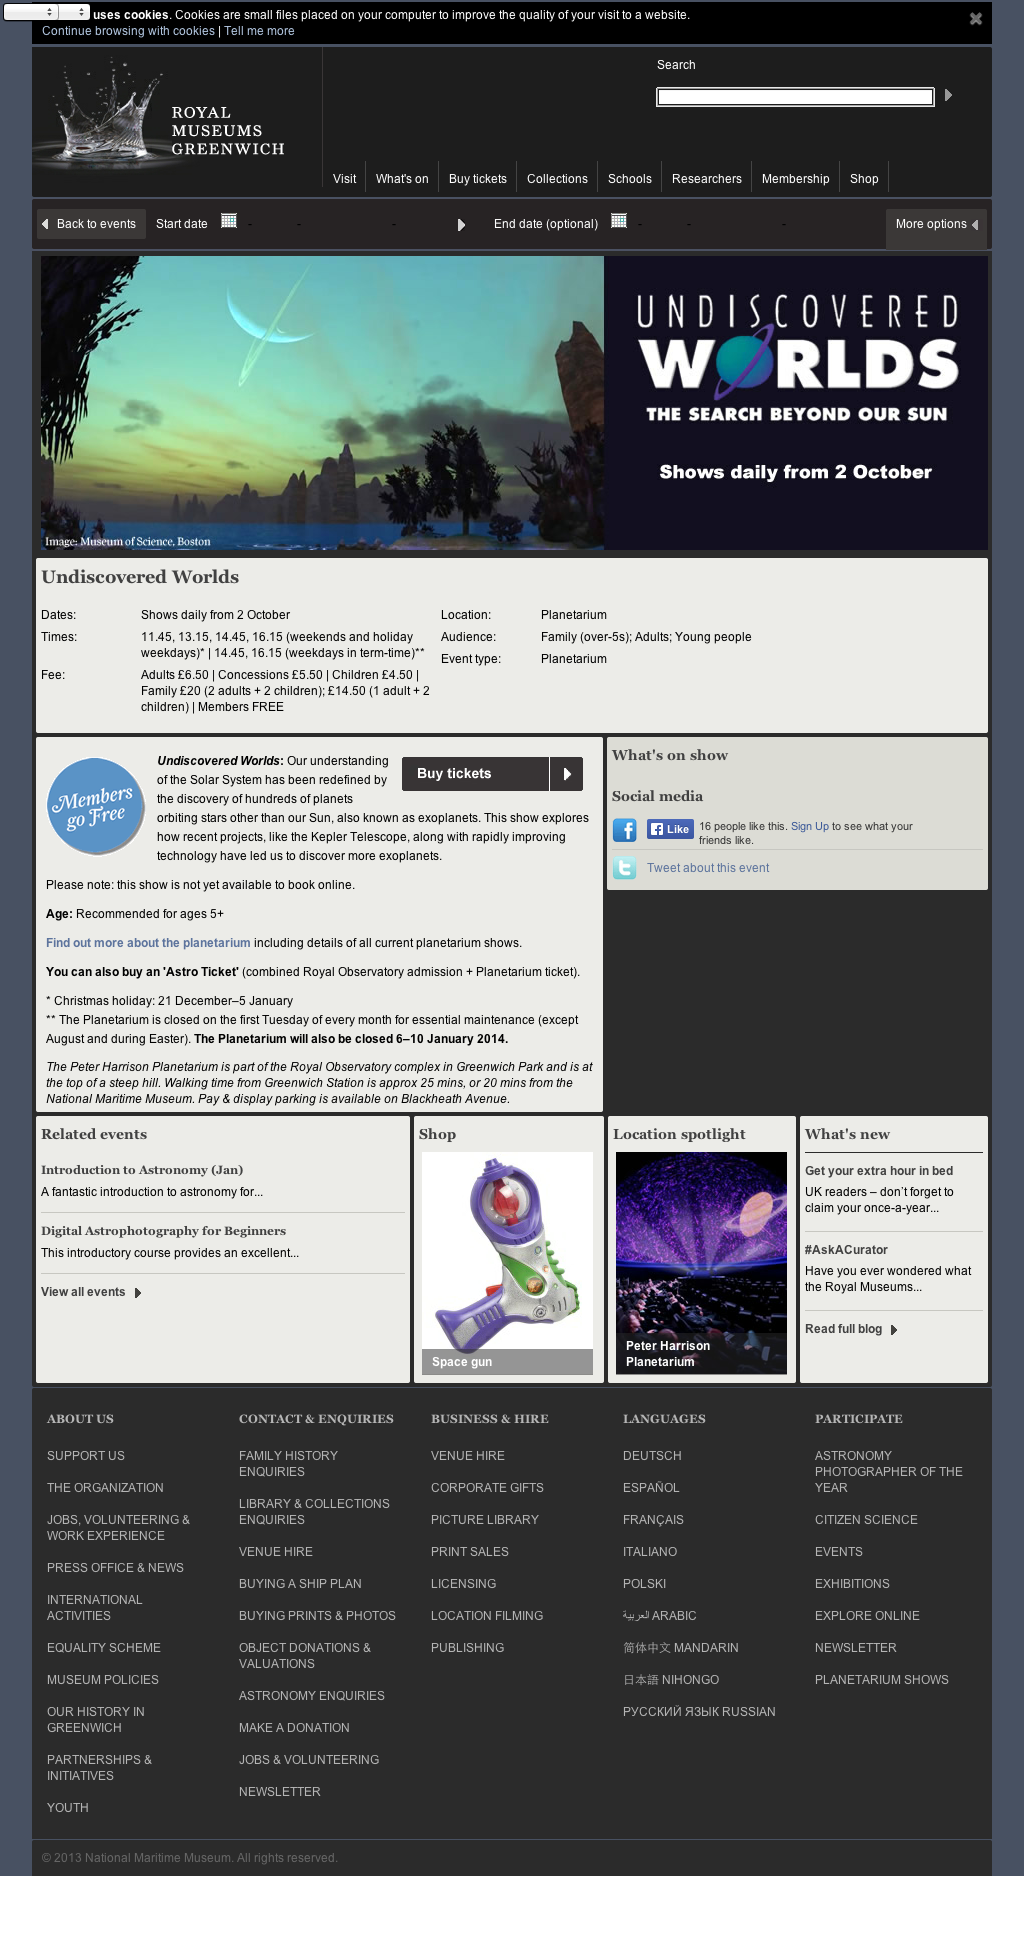 uses cookies. Cookies are small files placed on your computer to improve the quality of your visit to a website.
Continue browsing with cookies | Tell me more
Search
ROYAL
MUSEUMS
GREENWICH
Visit What's on Buy tickets Collections Schools Researchers Membership Shop
Back to events Start date - - - End date (optional) - - - More options
UNDISCOVERED
WORLDS
THE SEARCH BEYOND OUR SUN
Shows daily from 2 October
Image: Museum of Science, Boston
Undiscovered Worlds
Dates: Shows daily from 2 October
Times: 11.45, 13.15, 14.45, 16.15 (weekends and holiday
weekdays)* | 14.45, 16.15 (weekdays in term-time)**
Fee: Adults £6.50 | Concessions £5.50 | Children £4.50 |
Family £20 (2 adults + 2 children); £14.50 (1 adult + 2
children) | Members FREE
Location: Planetarium
Audience: Family (over-5s); Adults; Young people
Event type: Planetarium
Members
go Free
Undiscovered Worlds: Our understanding
of the Solar System has been redefined by
the discovery of hundreds of planets
orbiting stars other than our Sun, also known as exoplanets. This show explores
how recent projects, like the Kepler Telescope, along with rapidly improving
technology have led us to discover more exoplanets.
Buy tickets
Please note: this show is not yet available to book online.
Age: Recommended for ages 5+
Find out more about the planetarium including details of all current planetarium shows.
You can also buy an 'Astro Ticket' (combined Royal Observatory admission + Planetarium ticket).
* Christmas holiday: 21 December–5 January
** The Planetarium is closed on the first Tuesday of every month for essential maintenance (except
August and during Easter). The Planetarium will also be closed 6–10 January 2014.
The Peter Harrison Planetarium is part of the Royal Observatory complex in Greenwich Park and is at
the top of a steep hill. Walking time from Greenwich Station is approx 25 mins, or 20 mins from the
National Maritime Museum. Pay & display parking is available on Blackheath Avenue.
What's on show
Social media
f Like 16 people like this. Sign Up to see what your
friends like.
t Tweet about this event
Related events
Introduction to Astronomy (Jan)
A fantastic introduction to astronomy for...
Digital Astrophotography for Beginners
This introductory course provides an excellent...
View all events
Shop
Space gun
Location spotlight
Peter Harrison
Planetarium
What's new
Get your extra hour in bed
UK readers – don't forget to
claim your once-a-year...
#AskACurator
Have you ever wondered what
the Royal Museums...
Read full blog
ABOUT US
SUPPORT US
THE ORGANIZATION
JOBS, VOLUNTEERING &
WORK EXPERIENCE
PRESS OFFICE & NEWS
INTERNATIONAL
ACTIVITIES
EQUALITY SCHEME
MUSEUM POLICIES
OUR HISTORY IN
GREENWICH
PARTNERSHIPS &
INITIATIVES
YOUTH
CONTACT & ENQUIRIES
FAMILY HISTORY
ENQUIRIES
LIBRARY & COLLECTIONS
ENQUIRIES
VENUE HIRE
BUYING A SHIP PLAN
BUYING PRINTS & PHOTOS
OBJECT DONATIONS &
VALUATIONS
ASTRONOMY ENQUIRIES
MAKE A DONATION
JOBS & VOLUNTEERING
NEWSLETTER
BUSINESS & HIRE
VENUE HIRE
CORPORATE GIFTS
PICTURE LIBRARY
PRINT SALES
LICENSING
LOCATION FILMING
PUBLISHING
LANGUAGES
DEUTSCH
ESPAÑOL
FRANÇAIS
ITALIANO
POLSKI
العربية ARABIC
简体中文 MANDARIN
日本語 NIHONGO
РУССКИЙ ЯЗЫК RUSSIAN
PARTICIPATE
ASTRONOMY
PHOTOGRAPHER OF THE
YEAR
CITIZEN SCIENCE
EVENTS
EXHIBITIONS
EXPLORE ONLINE
NEWSLETTER
PLANETARIUM SHOWS
© 2013 National Maritime Museum. All rights reserved.